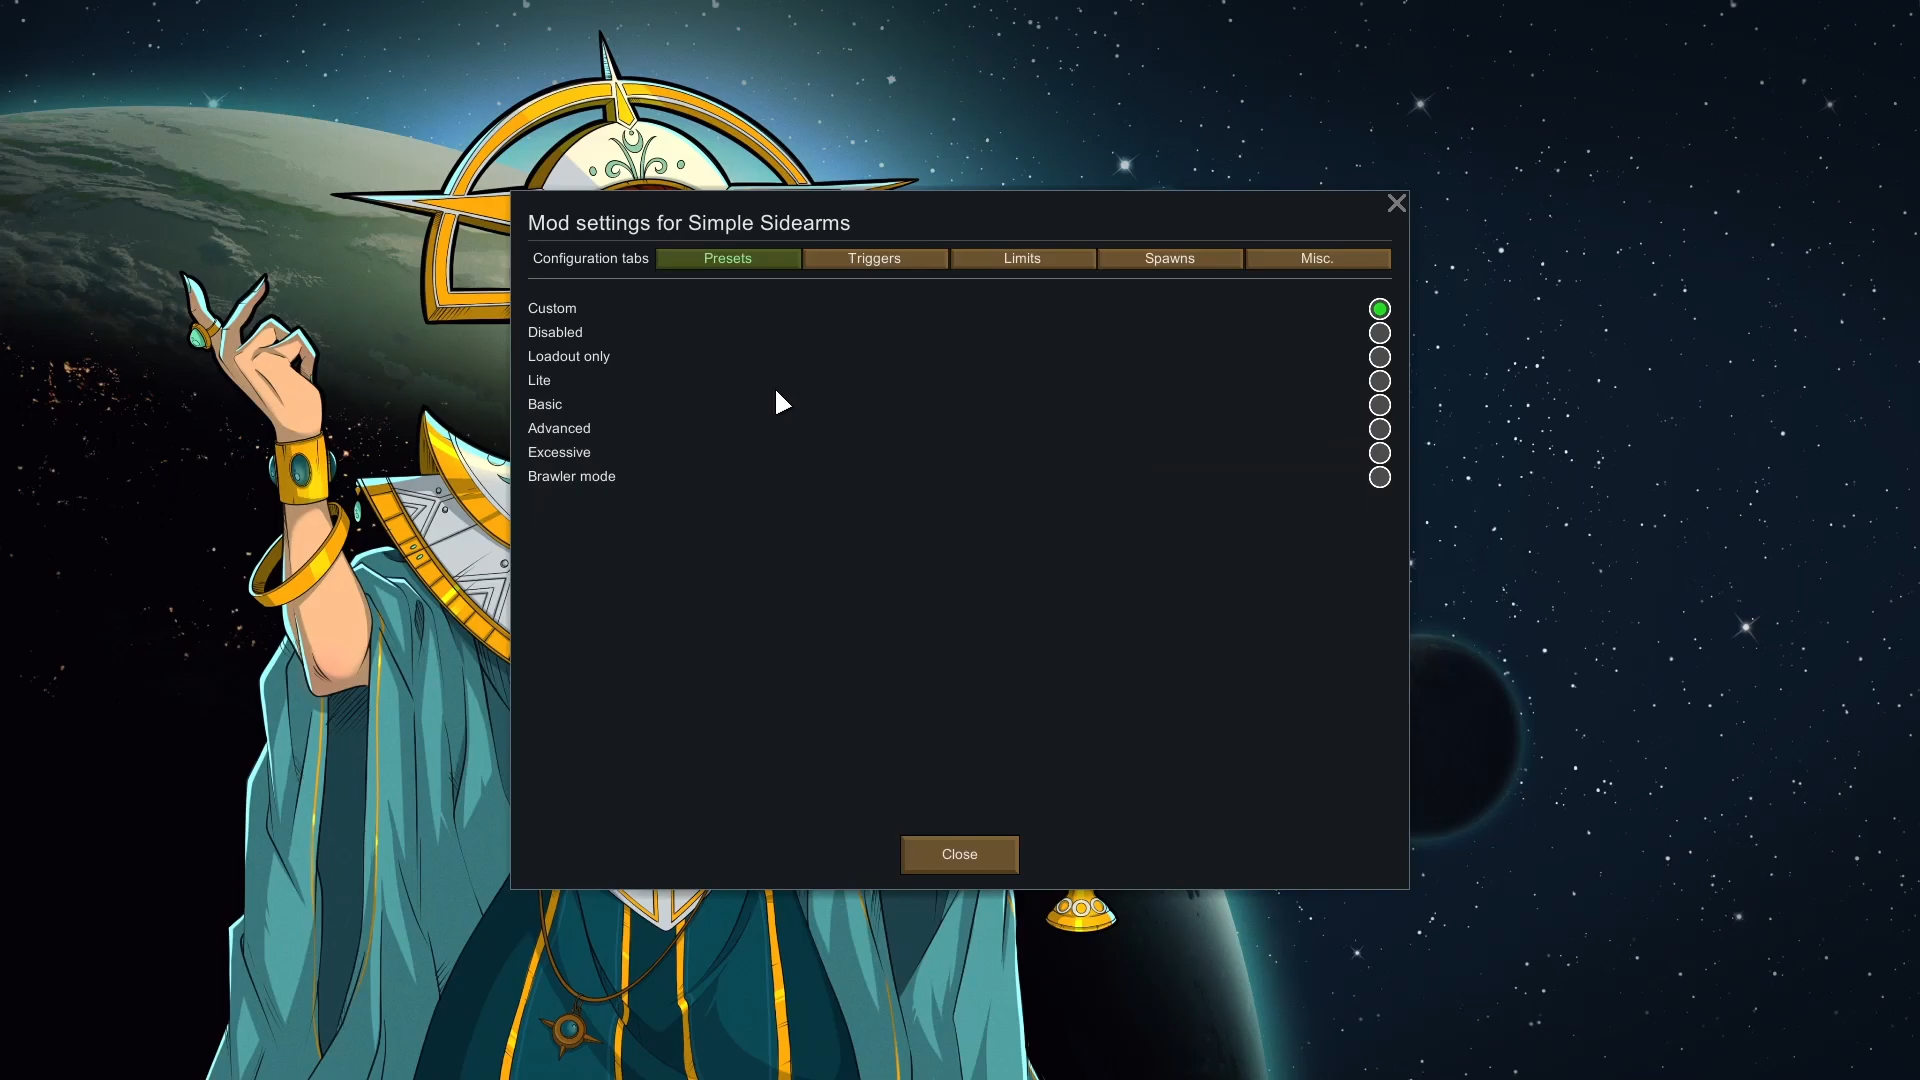 Mod settings for Simple Sidearms
Configuration tabs Presets Triggers Limits Spawns Misc.
Custom
Disabled
Loadout only
Lite
Basic
Advanced
Excessive
Brawler mode
Close